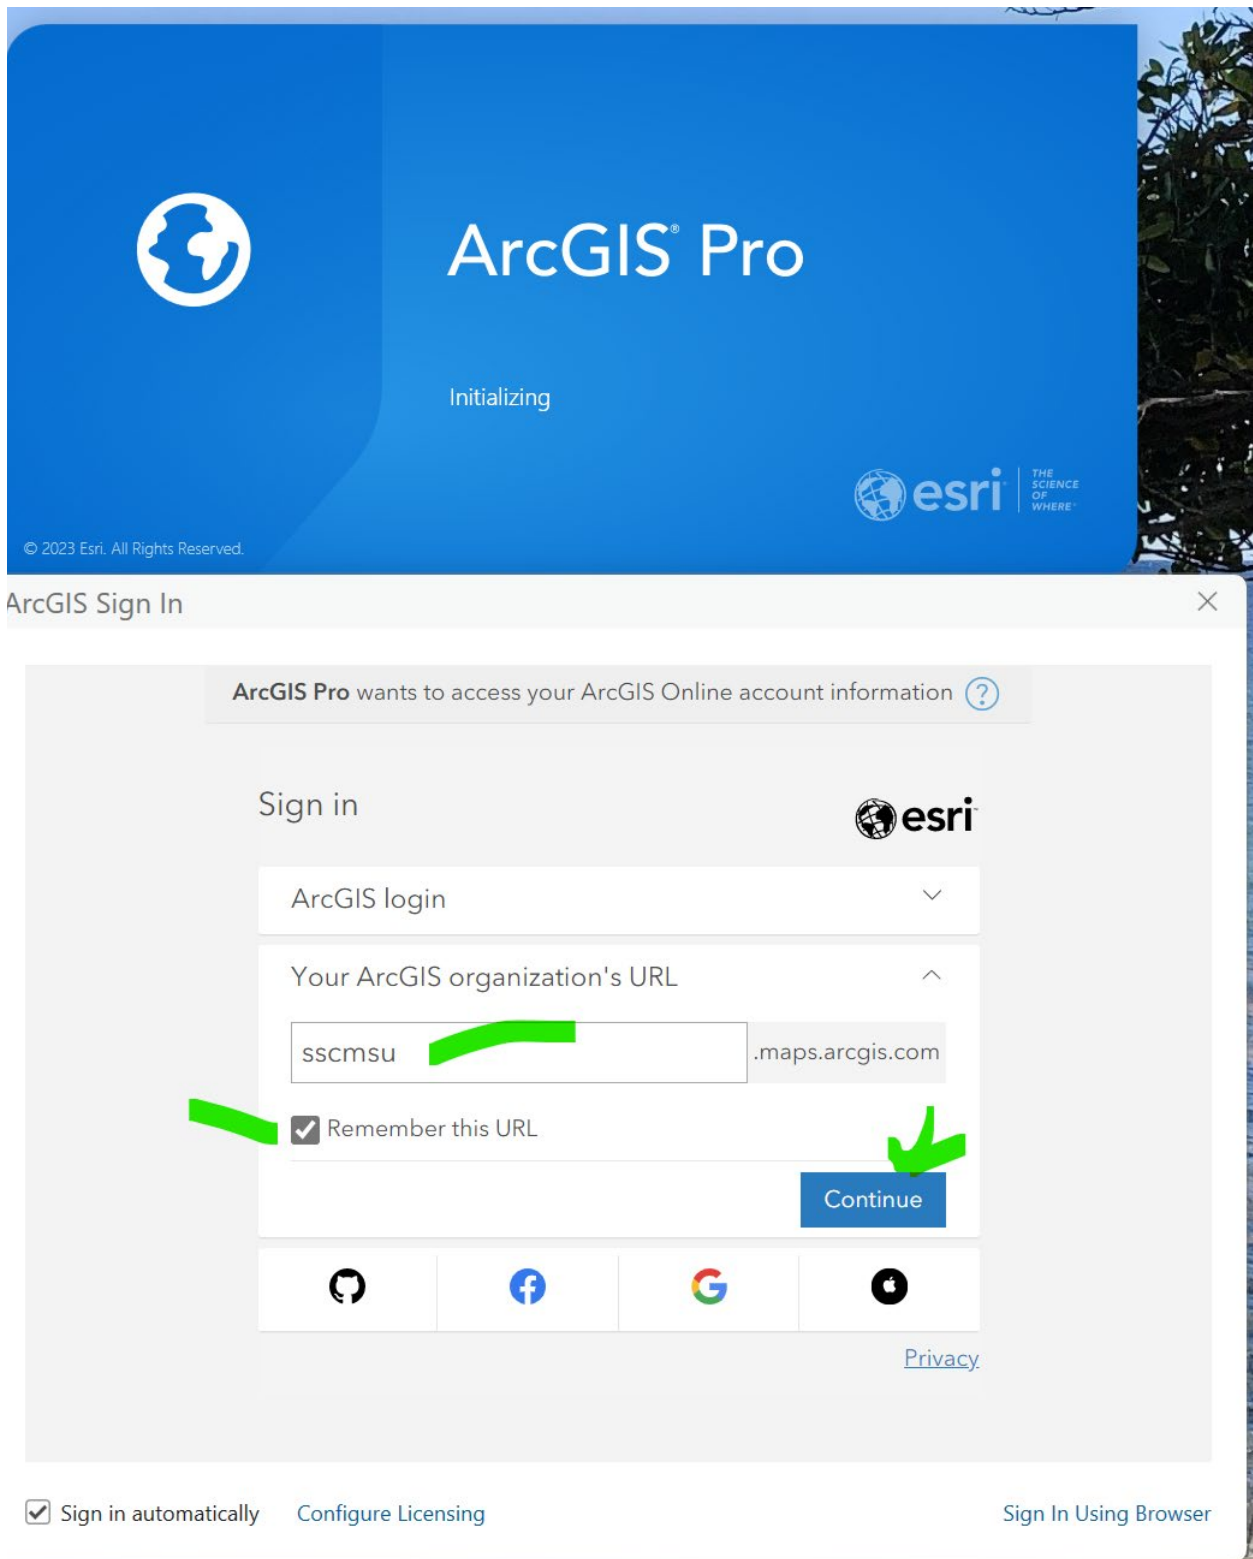 ArcGIS® Pro
Initializing
esri
THE
SCIENCE
OF
WHERE®
© 2023 Esri. All Rights Reserved.
ArcGIS Sign In
ArcGIS Pro wants to access your ArcGIS Online account information ?
Sign in
esri
ArcGIS login
Your ArcGIS organization's URL
sscmsu .maps.arcgis.com
Remember this URL
Continue
Privacy
Sign in automatically Configure Licensing Sign In Using Browser